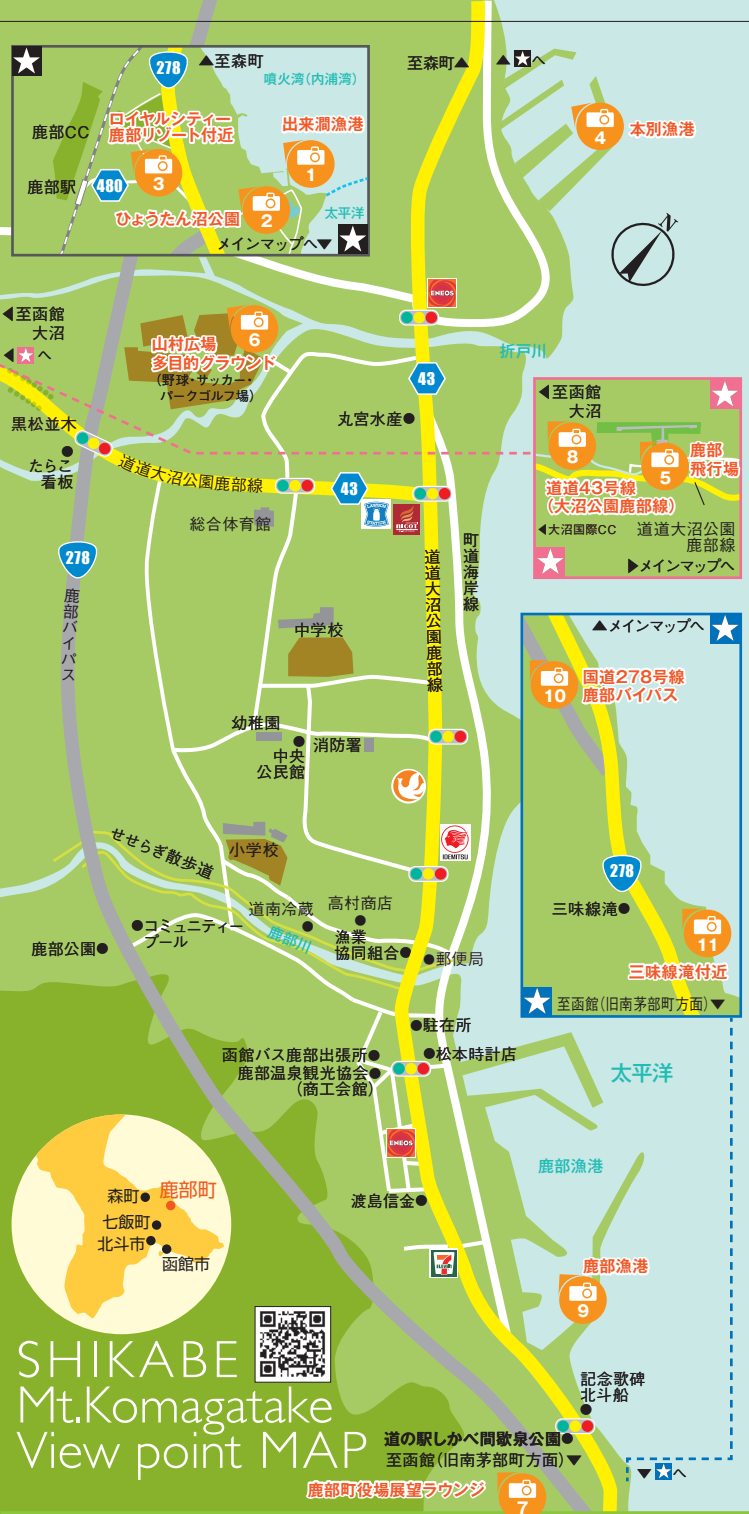 278
▲至森町
噴火湾(内浦湾)
ロイヤルシティー
鹿部リゾート付近
鹿部CC
鹿部駅
480
3
出来澗漁港
1
2
ひょうたん沼公園
太平洋
メインマップへ▼
至森町▲
▲★へ
4
本別漁港
N
ENEOS
◀至函館
大沼
◀★へ
6
山村広場
多目的グラウンド
(野球・サッカー・
パークゴルフ場)
折戸川
43
丸宮水産
黒松並木
たらこ
看板
道道大沼公園鹿部線
43
総合体育館
LAWSON
NICOT
町道海岸線
道道大沼公園鹿部線
◀至函館
大沼
8
5
鹿部
飛行場
道道43号線
(大沼公園鹿部線)
◀大沼国際CC
道道大沼公園
鹿部線
▶メインマップへ
278
鹿部バイパス
中学校
幼稚園
中央
公民館
消防署
IDEMITSU
小学校
せせらぎ散歩道
▲メインマップへ
10
国道278号線
鹿部バイパス
278
三味線滝
11
三味線滝付近
至函館(旧南茅部町方面)▼
道南冷蔵
高村商店
コミュニティー
プール
鹿部公園
鹿部川
漁業
協同組合
郵便局
駐在所
函館バス鹿部出張所
松本時計店
鹿部温泉観光協会
(商工会館)
ENEOS
太平洋
鹿部漁港
渡島信金
7
ELEVEN
鹿部漁港
9
森町
鹿部町
七飯町
北斗市
函館市
SHIKABE
Mt.Komagatake
View point MAP
記念歌碑
北斗船
道の駅しかべ間歇泉公園
至函館(旧南茅部町方面)▼
▼★へ
鹿部町役場展望ラウンジ
7